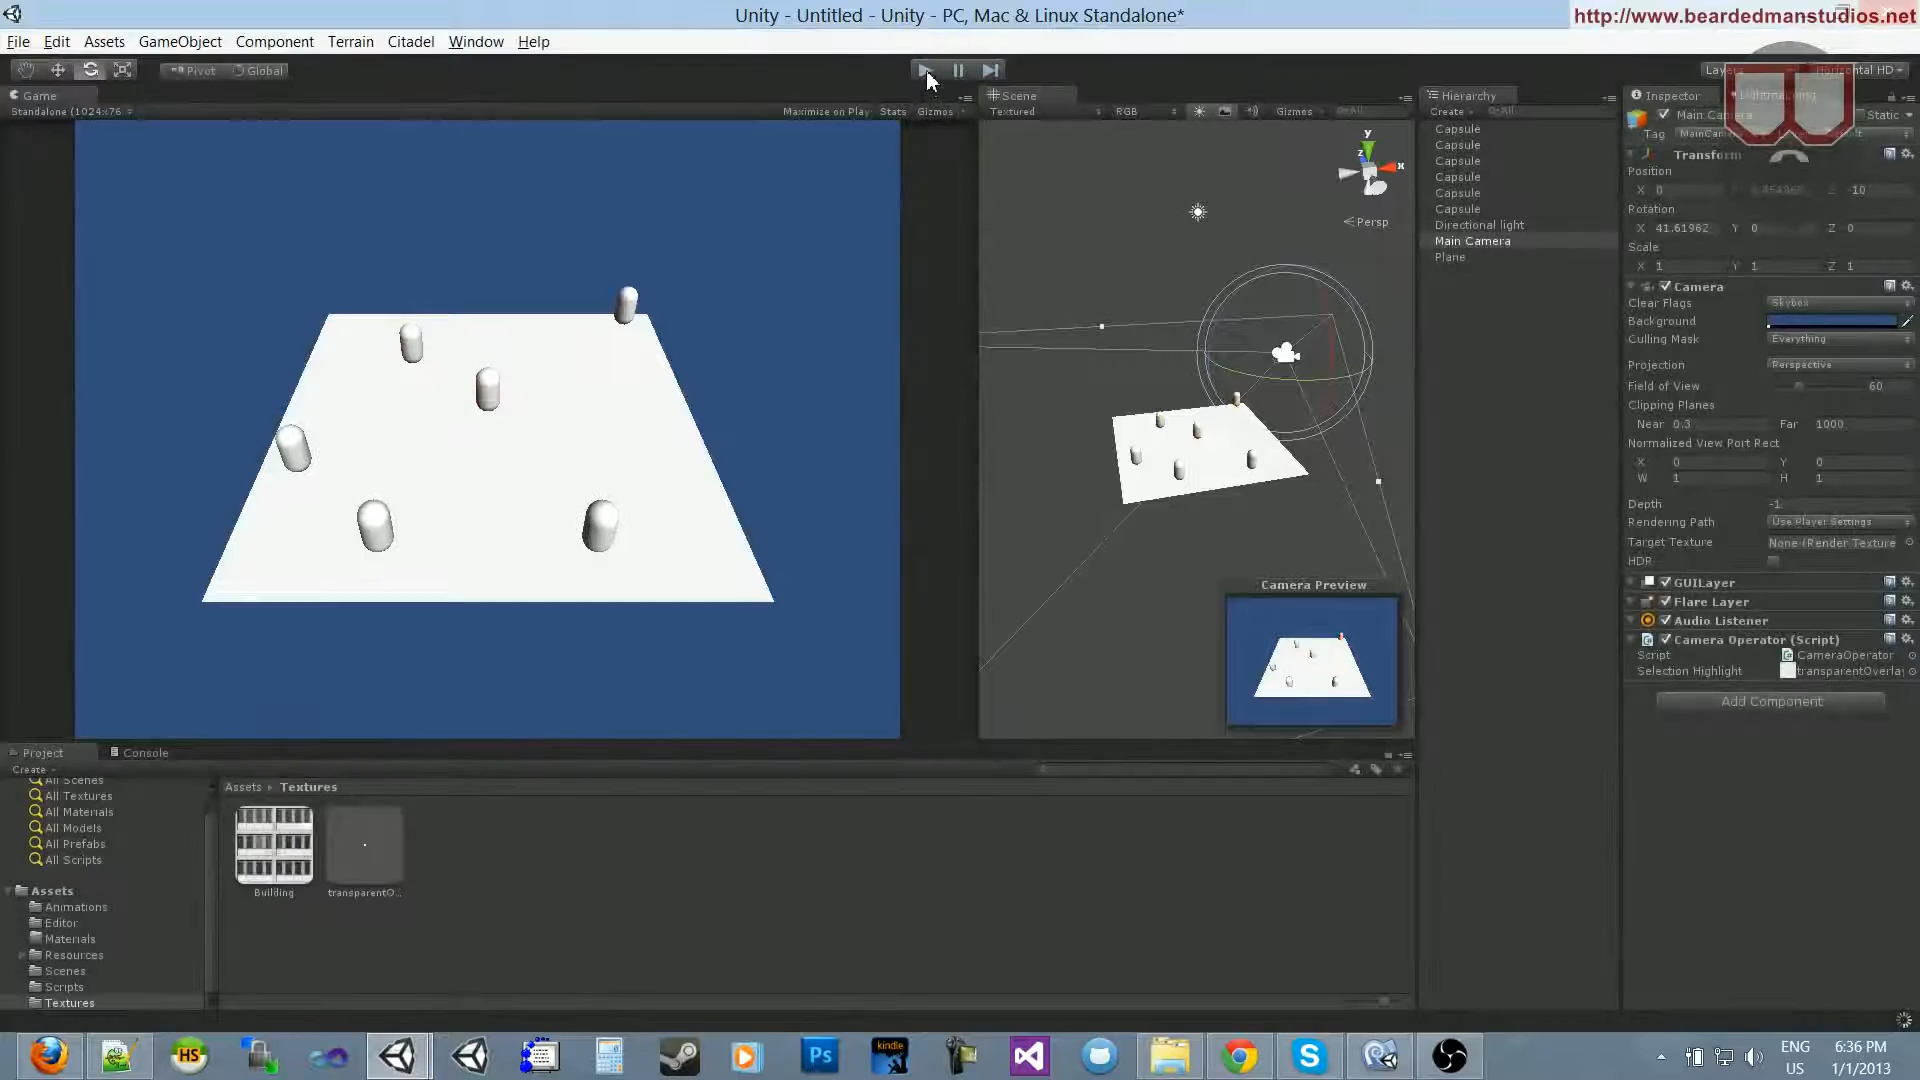 Unity - Untitled - Unity - PC, Mac & Linux Standalone*
http://www.beardedmanstudios.net
File Edit Assets GameObject Component Terrain Citadel Window Help
Pivot Global
Layers
Horizontal HD
Game
Standalone (1024x76
Maximize on Play Stats Gizmos
Scene
Textured RGB Gizmos
Hierarchy
Create
Capsule
Capsule
Capsule
Capsule
Capsule
Capsule
Directional light
Main Camera
Plane
y
z
x
Persp
Camera Preview
Inspector
Main Camera
Static
Tag
Transform
Position
X 0 Z -10
Rotation
X 41.61962 Y 0 Z 0
Scale
X 1 Y 1 Z 1
Camera
Clear Flags Skybox
Background
Culling Mask Everything
Projection Perspective
Field of View 60
Clipping Planes
Near 0.3 Far 1000
Normalized View Port Rect
X 0 Y 0
W 1 H 1
Depth -1
Rendering Path Use Player Settings
Target Texture None (Render Texture
HDR
GUILayer
Flare Layer
Audio Listener
Camera Operator (Script)
Script CameraOperator
Selection Highlight transparentOverla
Add Component
Project
Console
Create
All Scenes
All Textures
All Materials
All Models
All Prefabs
All Scripts
Assets
Animations
Editor
Materials
Resources
Scenes
Scripts
Textures
Assets Textures
Building
transparentO...
HS
Ps
kindle
ENG
US
6:36 PM
1/1/2013